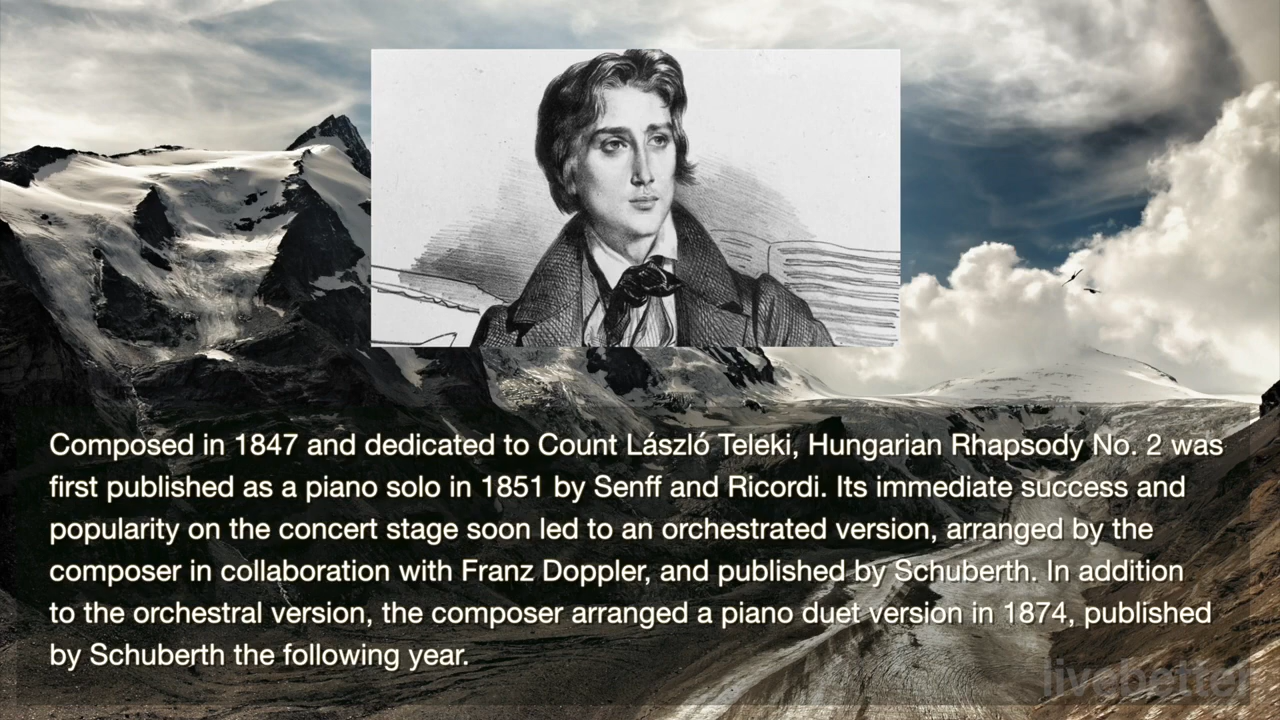 Composed in 1847 and dedicated to Count László Teleki, Hungarian Rhapsody No. 2 was
first published as a piano solo in 1851 by Senff and Ricordi. Its immediate success and
popularity on the concert stage soon led to an orchestrated version, arranged by the
composer in collaboration with Franz Doppler, and published by Schuberth. In addition
to the orchestral version, the composer arranged a piano duet version in 1874, published
by Schuberth the following year.